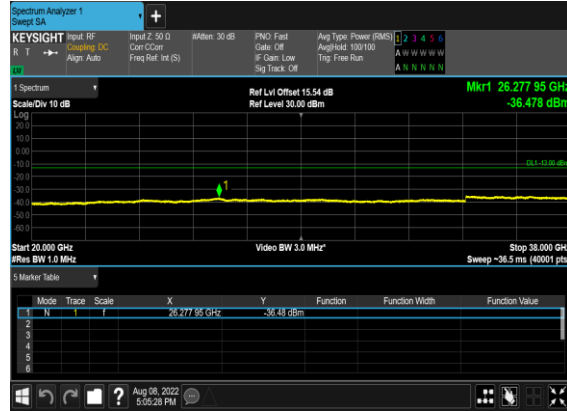 Spectrum Analyzer 1
Swept SA
+
KEYSIGHT Input: RF Input Z: 50 Ω #Atten: 30 dB PNO: Fast Avg Type: Power (RMS) 1 2 3 4 5 6
R T Coupling: DC Corr CCorr Gate: Off Avg|Hold: 100/100 A W W W W W
Align: Auto Freq Ref: Int (S) IF Gain: Low Trig: Free Run
Sig Track: Off A N N N N N
1 Spectrum
Ref Lvl Offset 15.54 dB Mkr1 26.277 95 GHz
Scale/Div 10 dB Ref Level 30.00 dBm -36.478 dBm
Log
20.0
10.0
0.00
-10.0
DL1 -13.00 dBm
-20.0
-30.0
1
-40.0
-50.0
-60.0
Start 20.000 GHz Video BW 3.0 MHz* Stop 38.000 GHz
#Res BW 1.0 MHz Sweep ~36.5 ms (40001 pts)
5 Marker Table
Mode Trace Scale X Y Function Function Width Function Value
1 N 1 f 26.277 95 GHz -36.48 dBm
2
3
4
5
6
? Aug 08, 2022
5:05:28 PM